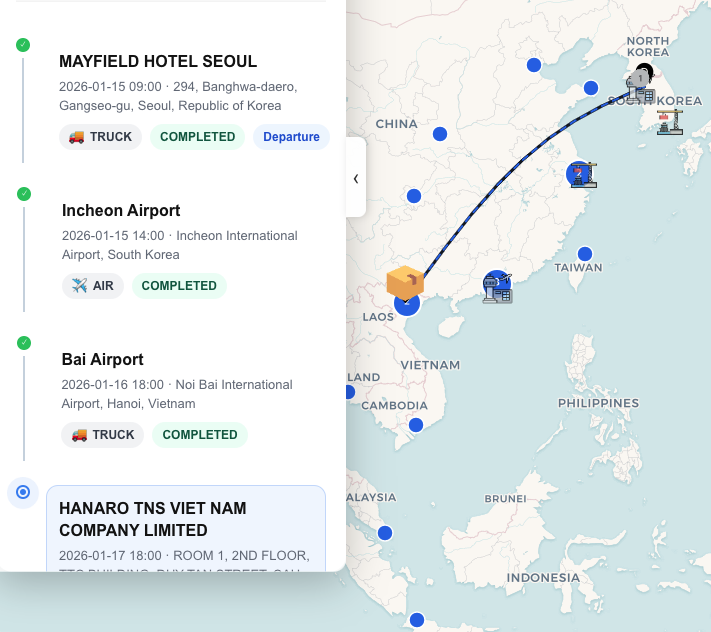 MAYFIELD HOTEL SEOUL
2026-01-15 09:00 · 294, Banghwa-daero,
Gangseo-gu, Seoul, Republic of Korea
TRUCK COMPLETED Departure
Incheon Airport
2026-01-15 14:00 · Incheon International
Airport, South Korea
AIR COMPLETED
Bai Airport
2026-01-16 18:00 · Noi Bai International
Airport, Hanoi, Vietnam
TRUCK COMPLETED
HANARO TNS VIET NAM
COMPANY LIMITED
2026-01-17 18:00 · ROOM 1, 2ND FLOOR,
NORTH
KOREA
1
SOUTH KOREA
CHINA
TAIWAN
LAOS
VIETNAM
LAND
CAMBODIA
PHILIPPINES
ALAYSIA
BRUNEI
INDONESIA